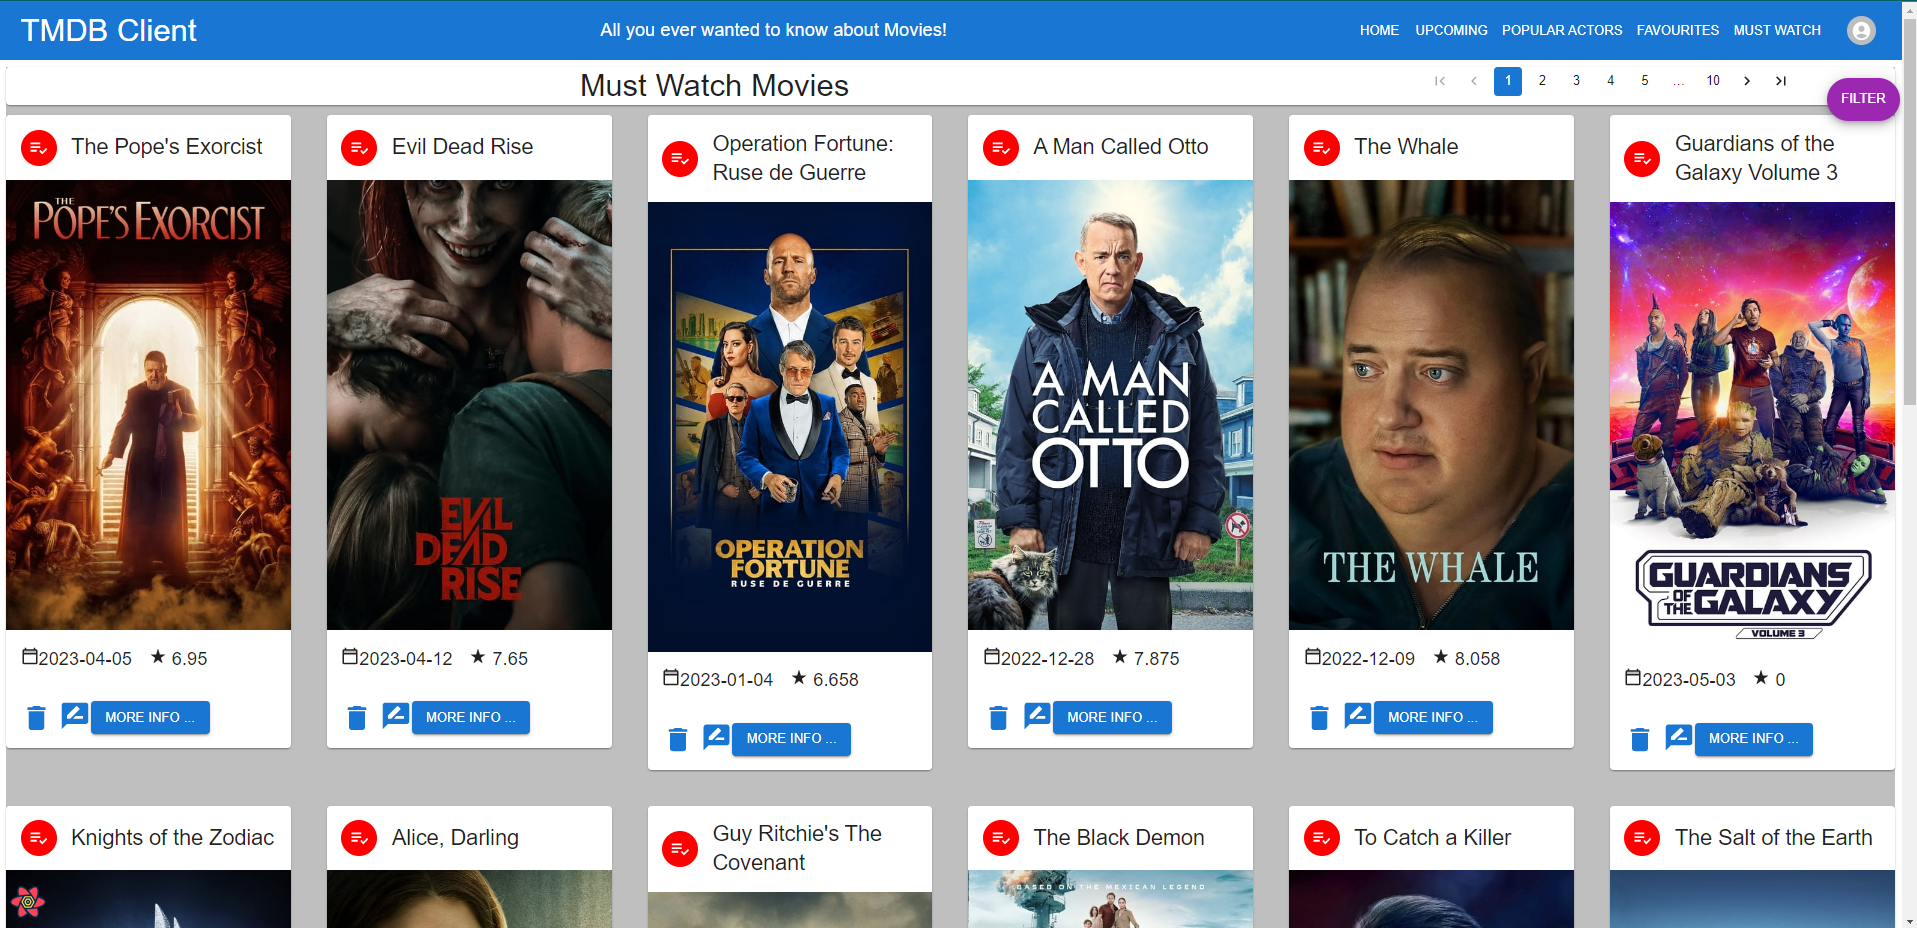 TMDB Client
All you ever wanted to know about Movies!
HOME UPCOMING POPULAR ACTORS FAVOURITES MUST WATCH
Must Watch Movies
1 2 3 4 5 ... 10
FILTER
The Pope's Exorcist
THE
POPE'S EXORCIST
2023-04-05 6.95
MORE INFO ...
Evil Dead Rise
EVIL
DEAD
RISE
2023-04-12 7.65
MORE INFO ...
Operation Fortune:
Ruse de Guerre
OPERATION
FORTUNE
RUSE DE GUERRE
2023-01-04 6.658
MORE INFO ...
A Man Called Otto
A MAN
CALLED
OTTO
2022-12-28 7.875
MORE INFO ...
The Whale
THE WHALE
2022-12-09 8.058
MORE INFO ...
Guardians of the
Galaxy Volume 3
GUARDIANS
OF THE GALAXY
VOLUME 3
2023-05-03 0
MORE INFO ...
Knights of the Zodiac
Alice, Darling
Guy Ritchie's The
Covenant
The Black Demon
BASED ON THE MEXICAN LEGEND
To Catch a Killer
The Salt of the Earth